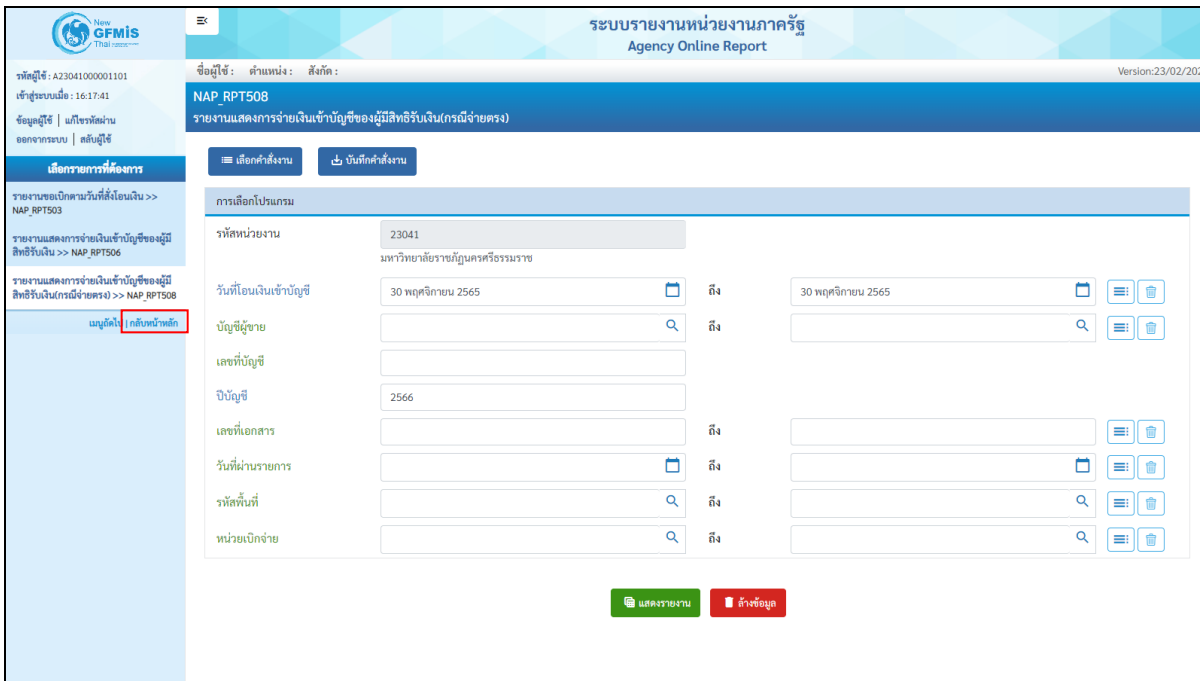 New
GFMiS
Thai
ระบบรายงานหน่วยงานภาครัฐ
Agency Online Report
รหัสผู้ใช้ : A23041000001101
เข้าสู่ระบบเมื่อ : 16:17:41
ข้อมูลผู้ใช้ | แก้ไขรหัสผ่าน
ออกจากระบบ | สลับผู้ใช้
เลือกรายการที่ต้องการ
รายงานขอเบิกตามวันที่สั่งโอนเงิน >>
NAP_RPT503
รายงานแสดงการจ่ายเงินเข้าบัญชีของผู้มี
สิทธิรับเงิน >> NAP_RPT506
รายงานแสดงการจ่ายเงินเข้าบัญชีของผู้มี
สิทธิรับเงิน(กรณีจ่ายตรง) >> NAP_RPT508
เมนูถัดไป | กลับหน้าหลัก
ชื่อผู้ใช้ : ตำแหน่ง : สังกัด :
Version:23/02/202
NAP_RPT508
รายงานแสดงการจ่ายเงินเข้าบัญชีของผู้มีสิทธิรับเงิน(กรณีจ่ายตรง)
เลือกคำสั่งงาน บันทึกคำสั่งงาน
การเลือกโปรแกรม
รหัสหน่วยงาน 23041
มหาวิทยาลัยราชภัฏนครศรีธรรมราช
วันที่โอนเงินเข้าบัญชี 30 พฤศจิกายน 2565 ถึง 30 พฤศจิกายน 2565
บัญชีผู้ขาย ถึง
เลขที่บัญชี
ปีบัญชี 2566
เลขที่เอกสาร ถึง
วันที่ผ่านรายการ ถึง
รหัสพื้นที่ ถึง
หน่วยเบิกจ่าย ถึง
แสดงรายงาน ล้างข้อมูล